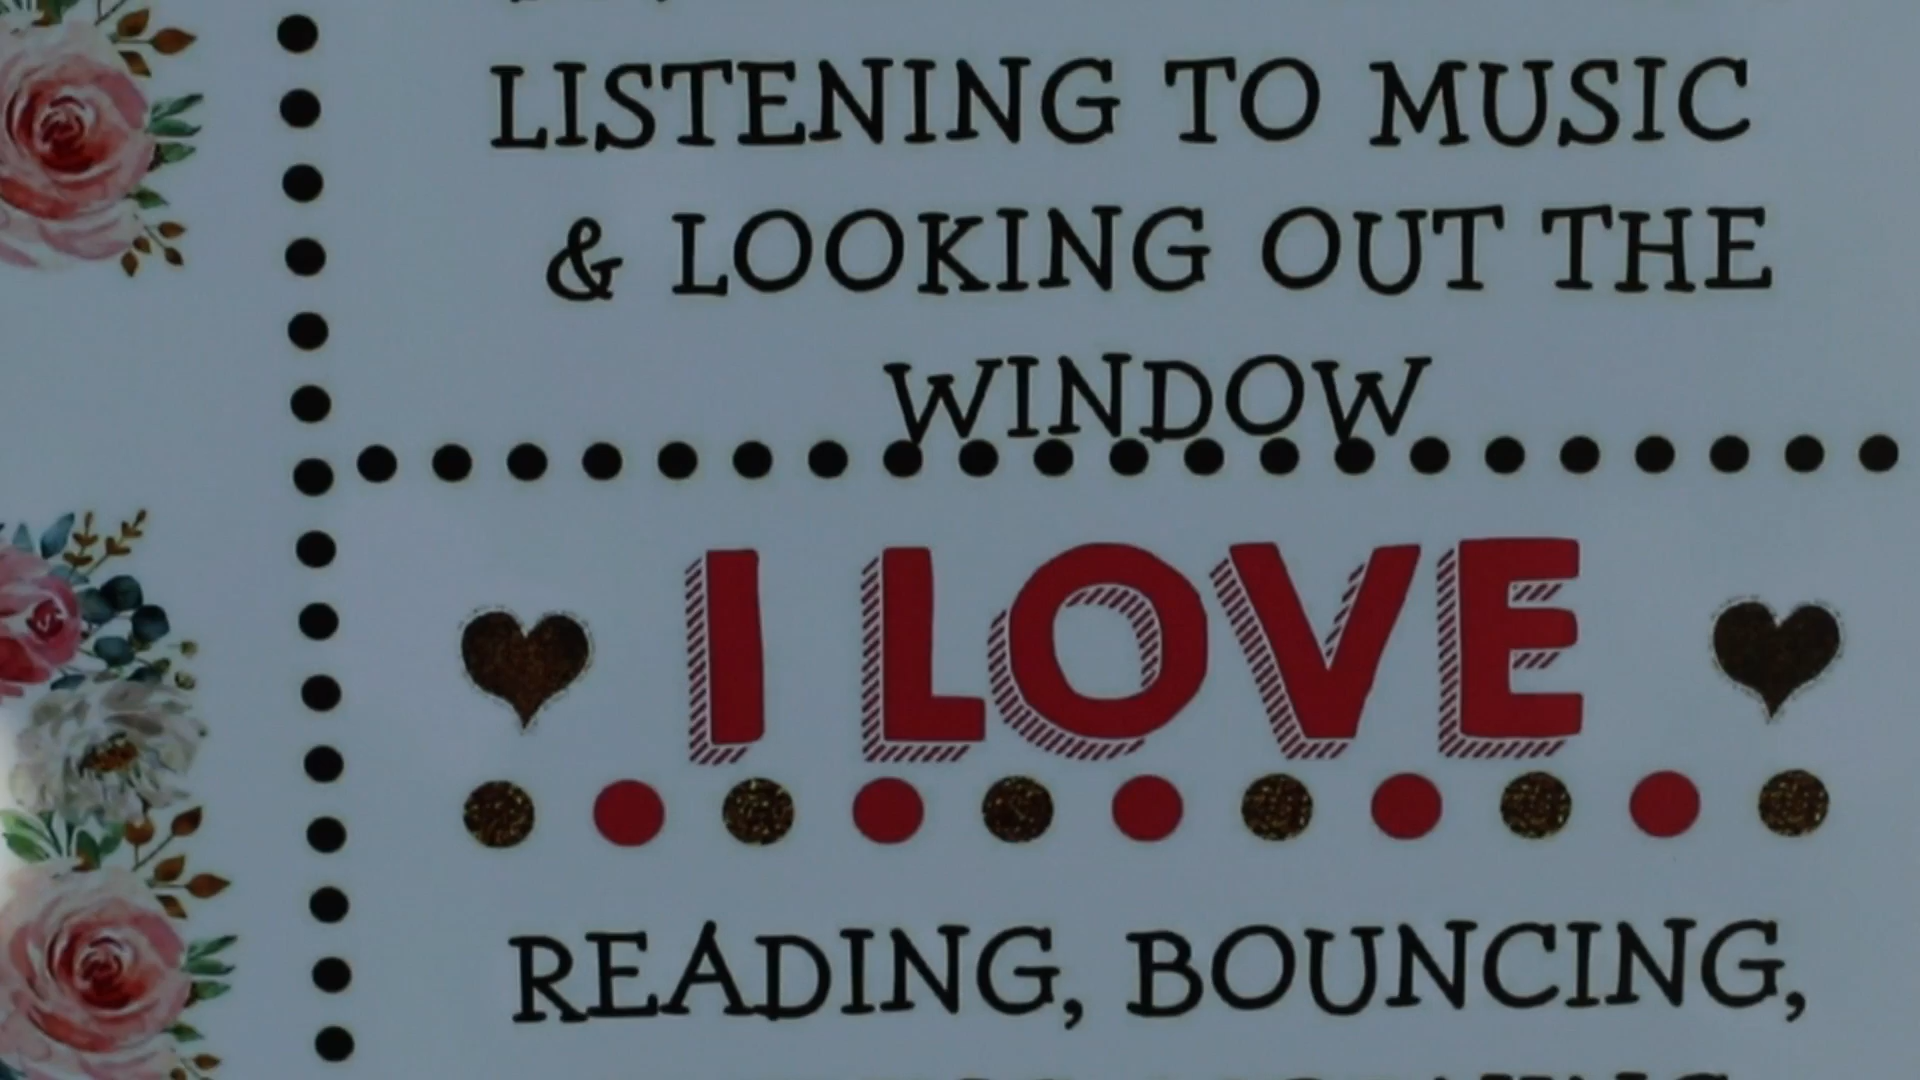 LISTENING TO MUSIC
& LOOKING OUT THE
WINDOW
I LOVE
READING, BOUNCING,